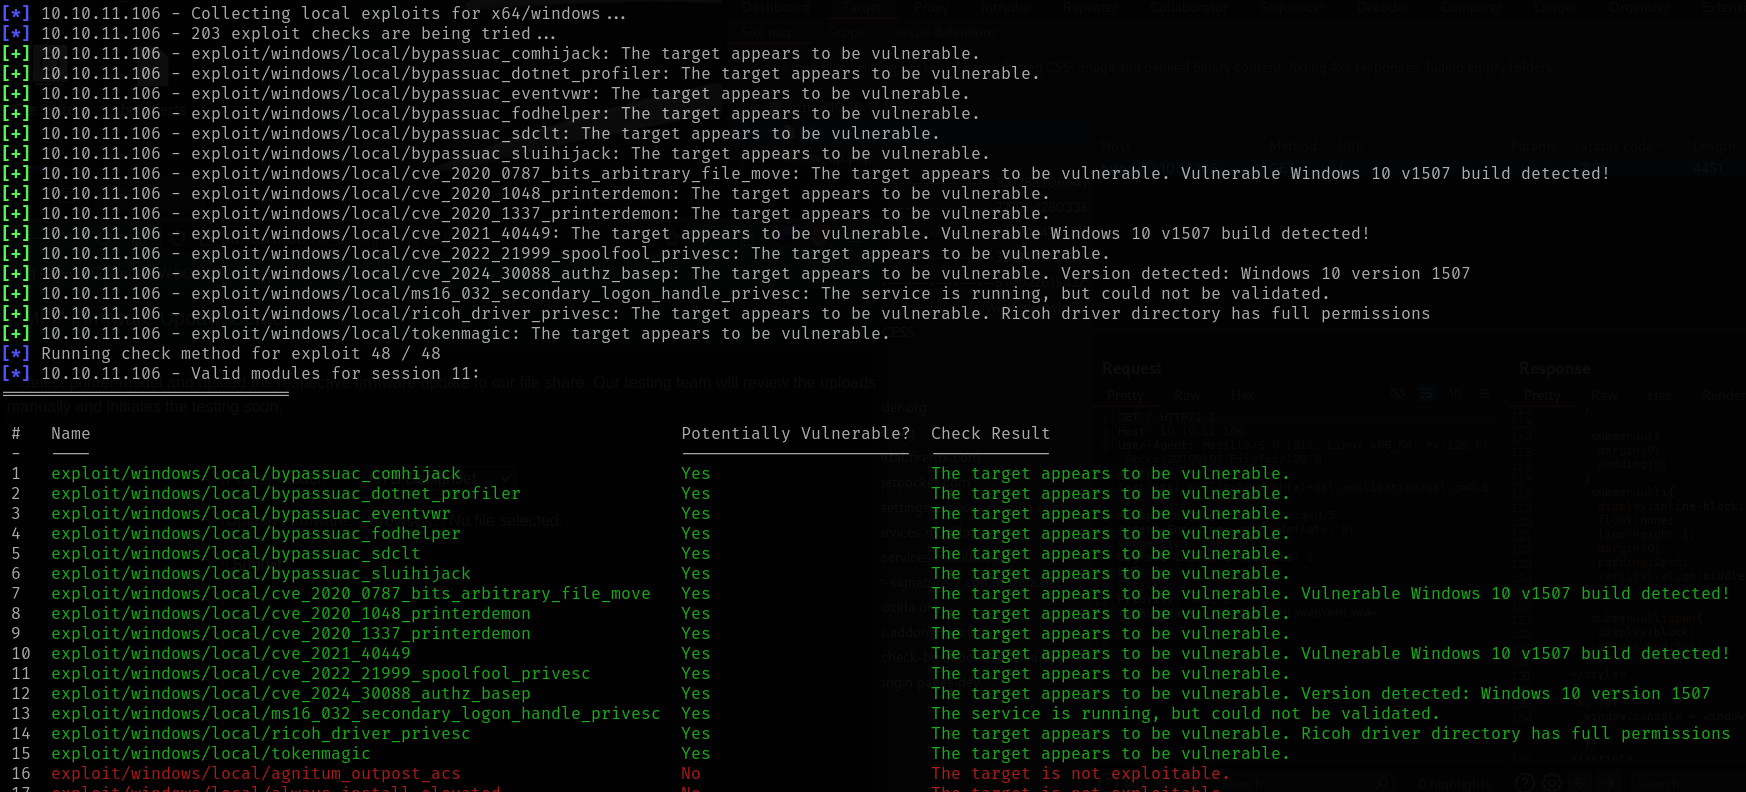 [*] 10.10.11.106 - Collecting local exploits for x64/windows...
[*] 10.10.11.106 - 203 exploit checks are being tried...
[+] 10.10.11.106 - exploit/windows/local/bypassuac_comhijack: The target appears to be vulnerable.
[+] 10.10.11.106 - exploit/windows/local/bypassuac_dotnet_profiler: The target appears to be vulnerable.
[+] 10.10.11.106 - exploit/windows/local/bypassuac_eventvwr: The target appears to be vulnerable.
[+] 10.10.11.106 - exploit/windows/local/bypassuac_fodhelper: The target appears to be vulnerable.
[+] 10.10.11.106 - exploit/windows/local/bypassuac_sdclt: The target appears to be vulnerable.
[+] 10.10.11.106 - exploit/windows/local/bypassuac_sluihijack: The target appears to be vulnerable.
[+] 10.10.11.106 - exploit/windows/local/cve_2020_0787_bits_arbitrary_file_move: The target appears to be vulnerable. Vulnerable Windows 10 v1507 build detected!
[+] 10.10.11.106 - exploit/windows/local/cve_2020_1048_printerdemon: The target appears to be vulnerable.
[+] 10.10.11.106 - exploit/windows/local/cve_2020_1337_printerdemon: The target appears to be vulnerable.
[+] 10.10.11.106 - exploit/windows/local/cve_2021_40449: The target appears to be vulnerable. Vulnerable Windows 10 v1507 build detected!
[+] 10.10.11.106 - exploit/windows/local/cve_2022_21999_spoolfool_privesc: The target appears to be vulnerable.
[+] 10.10.11.106 - exploit/windows/local/cve_2024_30088_authz_basep: The target appears to be vulnerable. Version detected: Windows 10 version 1507
[+] 10.10.11.106 - exploit/windows/local/ms16_032_secondary_logon_handle_privesc: The service is running, but could not be validated.
[+] 10.10.11.106 - exploit/windows/local/ricoh_driver_privesc: The target appears to be vulnerable. Ricoh driver directory has full permissions
[+] 10.10.11.106 - exploit/windows/local/tokenmagic: The target appears to be vulnerable.
[*] Running check method for exploit 48 / 48
[*] 10.10.11.106 - Valid modules for session 11:
# Name Potentially Vulnerable? Check Result
1 exploit/windows/local/bypassuac_comhijack Yes The target appears to be vulnerable.
2 exploit/windows/local/bypassuac_dotnet_profiler Yes The target appears to be vulnerable.
3 exploit/windows/local/bypassuac_eventvwr Yes The target appears to be vulnerable.
4 exploit/windows/local/bypassuac_fodhelper Yes The target appears to be vulnerable.
5 exploit/windows/local/bypassuac_sdclt Yes The target appears to be vulnerable.
6 exploit/windows/local/bypassuac_sluihijack Yes The target appears to be vulnerable.
7 exploit/windows/local/cve_2020_0787_bits_arbitrary_file_move Yes The target appears to be vulnerable. Vulnerable Windows 10 v1507 build detected!
8 exploit/windows/local/cve_2020_1048_printerdemon Yes The target appears to be vulnerable.
9 exploit/windows/local/cve_2020_1337_printerdemon Yes The target appears to be vulnerable.
10 exploit/windows/local/cve_2021_40449 Yes The target appears to be vulnerable. Vulnerable Windows 10 v1507 build detected!
11 exploit/windows/local/cve_2022_21999_spoolfool_privesc Yes The target appears to be vulnerable.
12 exploit/windows/local/cve_2024_30088_authz_basep Yes The target appears to be vulnerable. Version detected: Windows 10 version 1507
13 exploit/windows/local/ms16_032_secondary_logon_handle_privesc Yes The service is running, but could not be validated.
14 exploit/windows/local/ricoh_driver_privesc Yes The target appears to be vulnerable. Ricoh driver directory has full permissions
15 exploit/windows/local/tokenmagic Yes The target appears to be vulnerable.
16 exploit/windows/local/agnitum_outpost_acs No The target is not exploitable.
17 exploit/windows/local/always_install_elevated No The target is not exploitable.